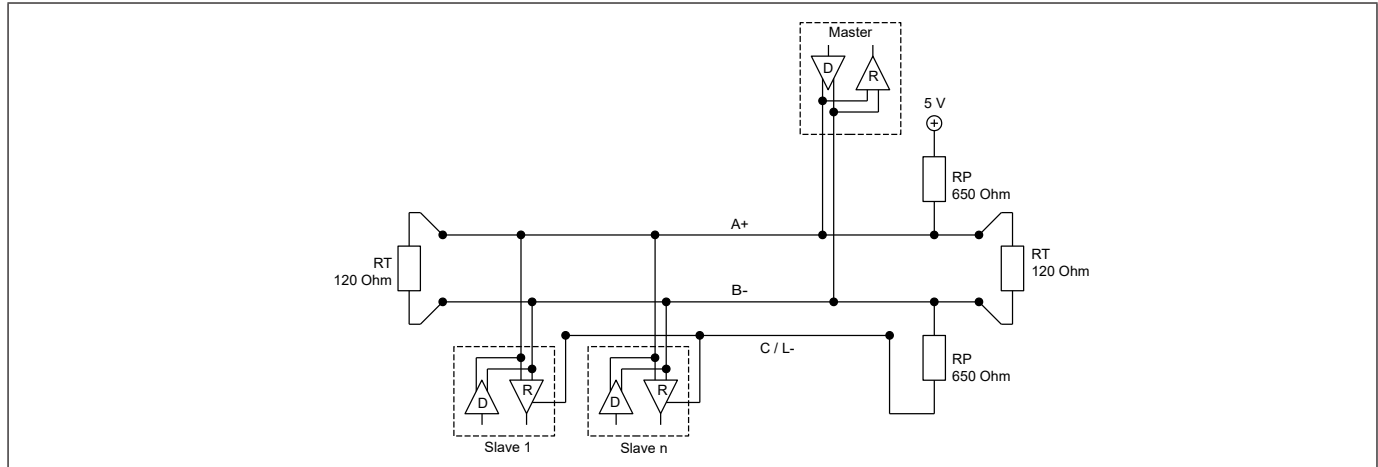 Master
D
R
5 V
RP
650 Ohm
A+
RT
120 Ohm
RT
120 Ohm
B-
C / L-
RP
650 Ohm
D
R
D
R
Slave 1
Slave n